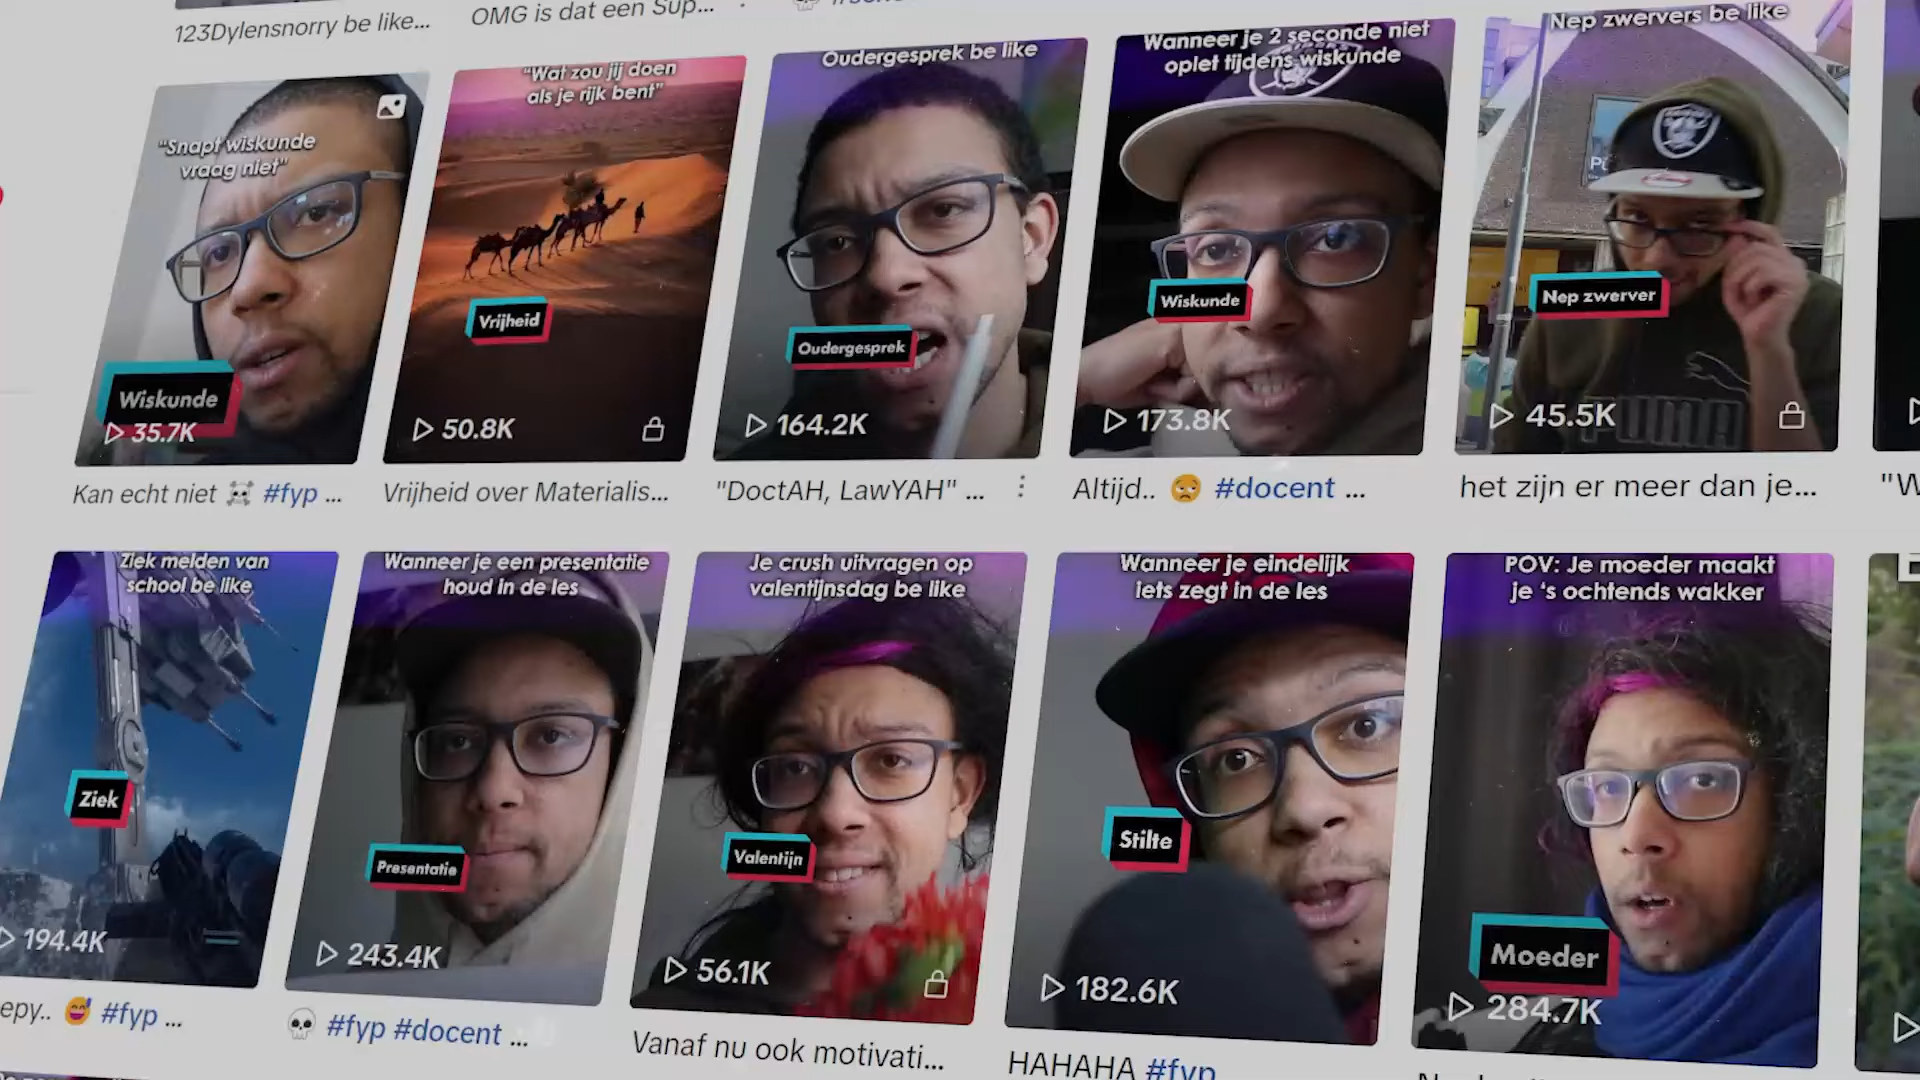 123Dylensnorry be like...
OMG is dat een Sup...
"Snapt wiskunde
vraag niet"
Wiskunde
35.7K
Kan echt niet ☠️ #fyp ...
"Wat zou jij doen
als je rijk bent"
Vrijheid
50.8K
Vrijheid over Materialis...
Oudergesprek be like
Oudergesprek
164.2K
"DoctAH, LawYAH" ...
Wanneer je 2 seconde niet
oplet tijdens wiskunde
Wiskunde
173.8K
Altijd.. 😞 #docent ...
Nep zwervers be like
Nep zwerver
PUMA
45.5K
het zijn er meer dan je...
"W
Ziek melden van
school be like
Ziek
194.4K
epy.. 😅 #fyp ...
Wanneer je een presentatie
houd in de les
Presentatie
243.4K
💀 #fyp #docent ...
Je crush uitvragen op
valentijnsdag be like
Valentijn
56.1K
Vanaf nu ook motivati...
Wanneer je eindelijk
iets zegt in de les
Stilte
182.6K
HAHAHA #fyp
POV: Je moeder maakt
je 's ochtends wakker
Moeder
284.7K